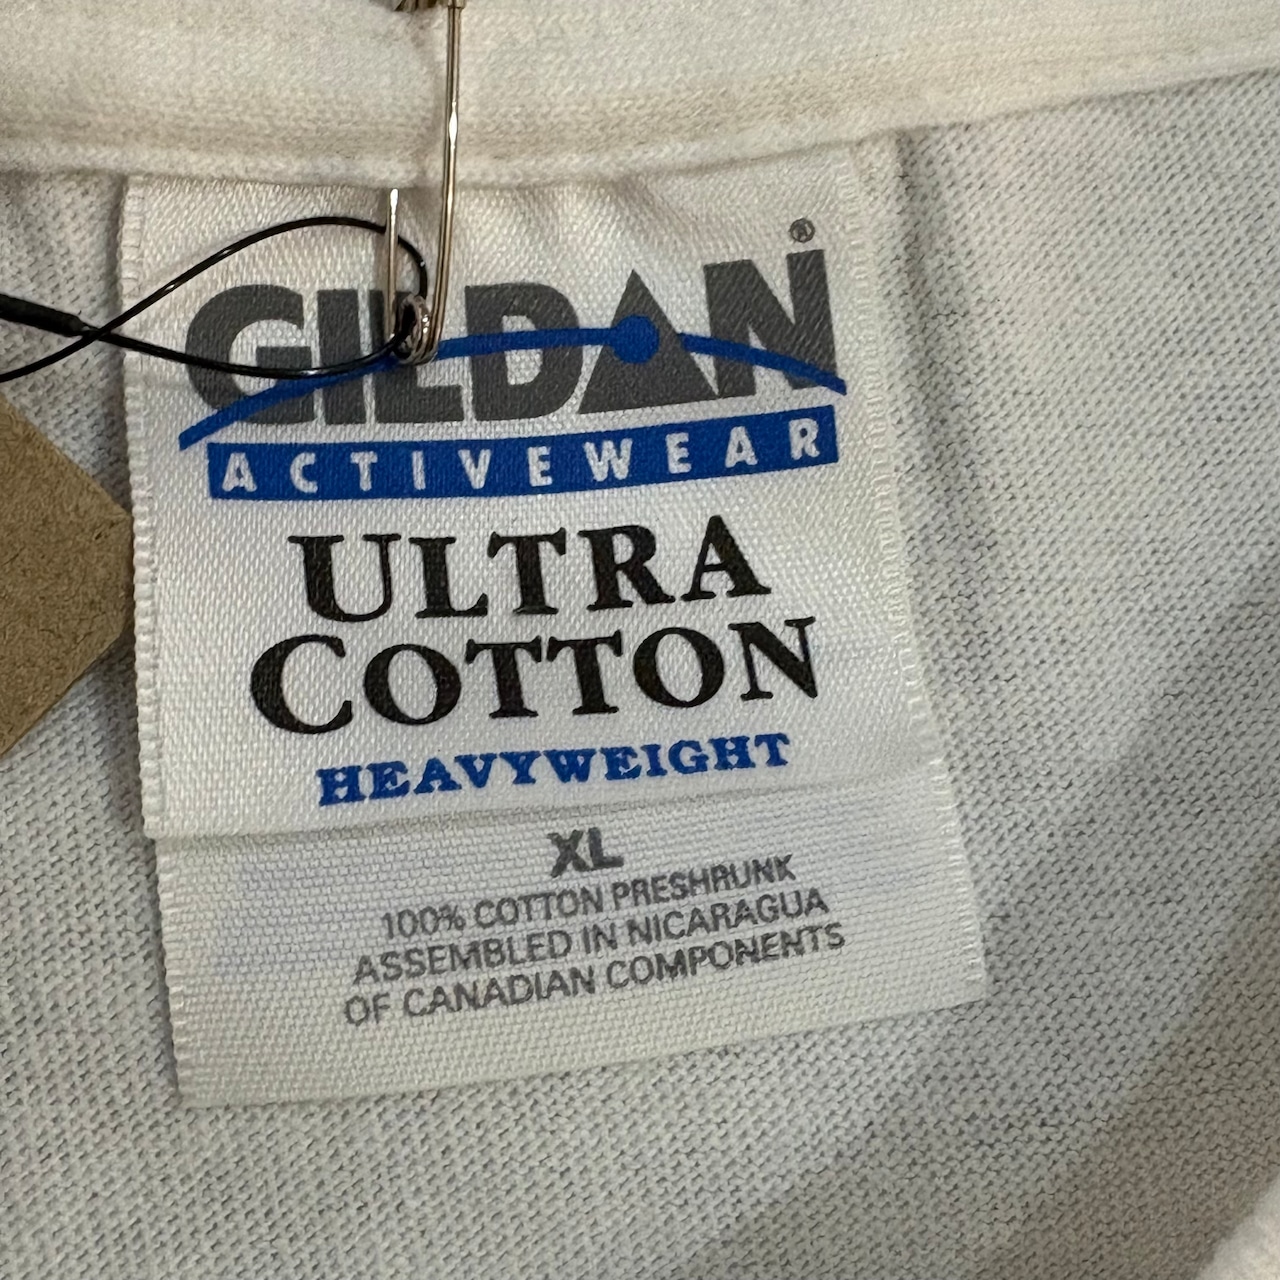 GILDAN®
ACTIVEWEAR
ULTRA
COTTON
HEAVYWEIGHT
XL
100% COTTON PRESHRUNK
ASSEMBLED IN NICARAGUA
OF CANADIAN COMPONENTS